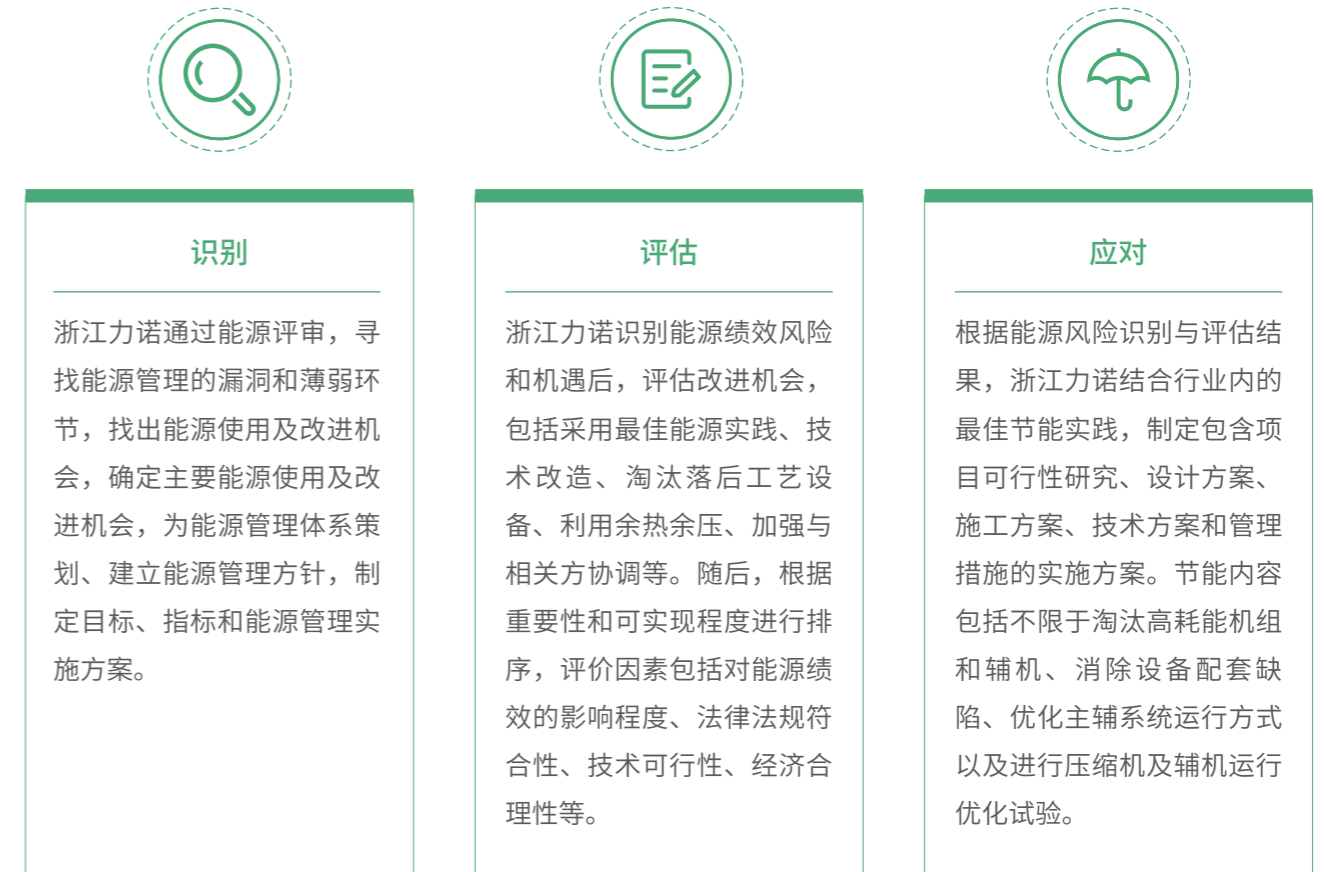 识别
浙江力诺通过能源评审，寻
找能源管理的漏洞和薄弱环
节，找出能源使用及改进机
会，确定主要能源使用及改
进机会，为能源管理体系策
划、建立能源管理方针，制
定目标、指标和能源管理实
施方案。
评估
浙江力诺识别能源绩效风险
和机遇后，评估改进机会，
包括采用最佳能源实践、技
术改造、淘汰落后工艺设
备、利用余热余压、加强与
相关方协调等。随后，根据
重要性和可实现程度进行排
序，评价因素包括对能源绩
效的影响程度、法律法规符
合性、技术可行性、经济合
理性等。
应对
根据能源风险识别与评估结
果，浙江力诺结合行业内的
最佳节能实践，制定包含项
目可行性研究、设计方案、
施工方案、技术方案和管理
措施的实施方案。节能内容
包括不限于淘汰高耗能机组
和辅机、消除设备配套缺
陷、优化主辅系统运行方式
以及进行压缩机及辅机运行
优化试验。